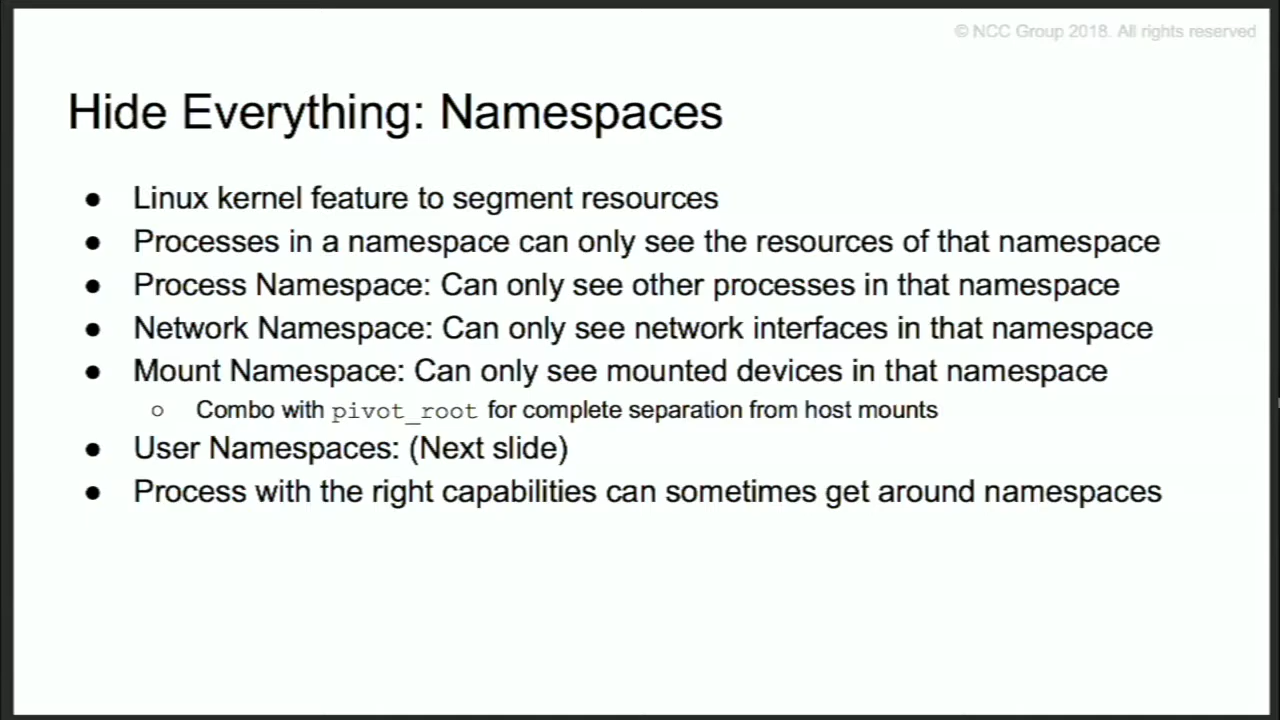 © NCC Group 2018. All rights reserved
Hide Everything: Namespaces
● Linux kernel feature to segment resources
● Processes in a namespace can only see the resources of that namespace
● Process Namespace: Can only see other processes in that namespace
● Network Namespace: Can only see network interfaces in that namespace
● Mount Namespace: Can only see mounted devices in that namespace
○ Combo with pivot_root for complete separation from host mounts
● User Namespaces: (Next slide)
● Process with the right capabilities can sometimes get around namespaces